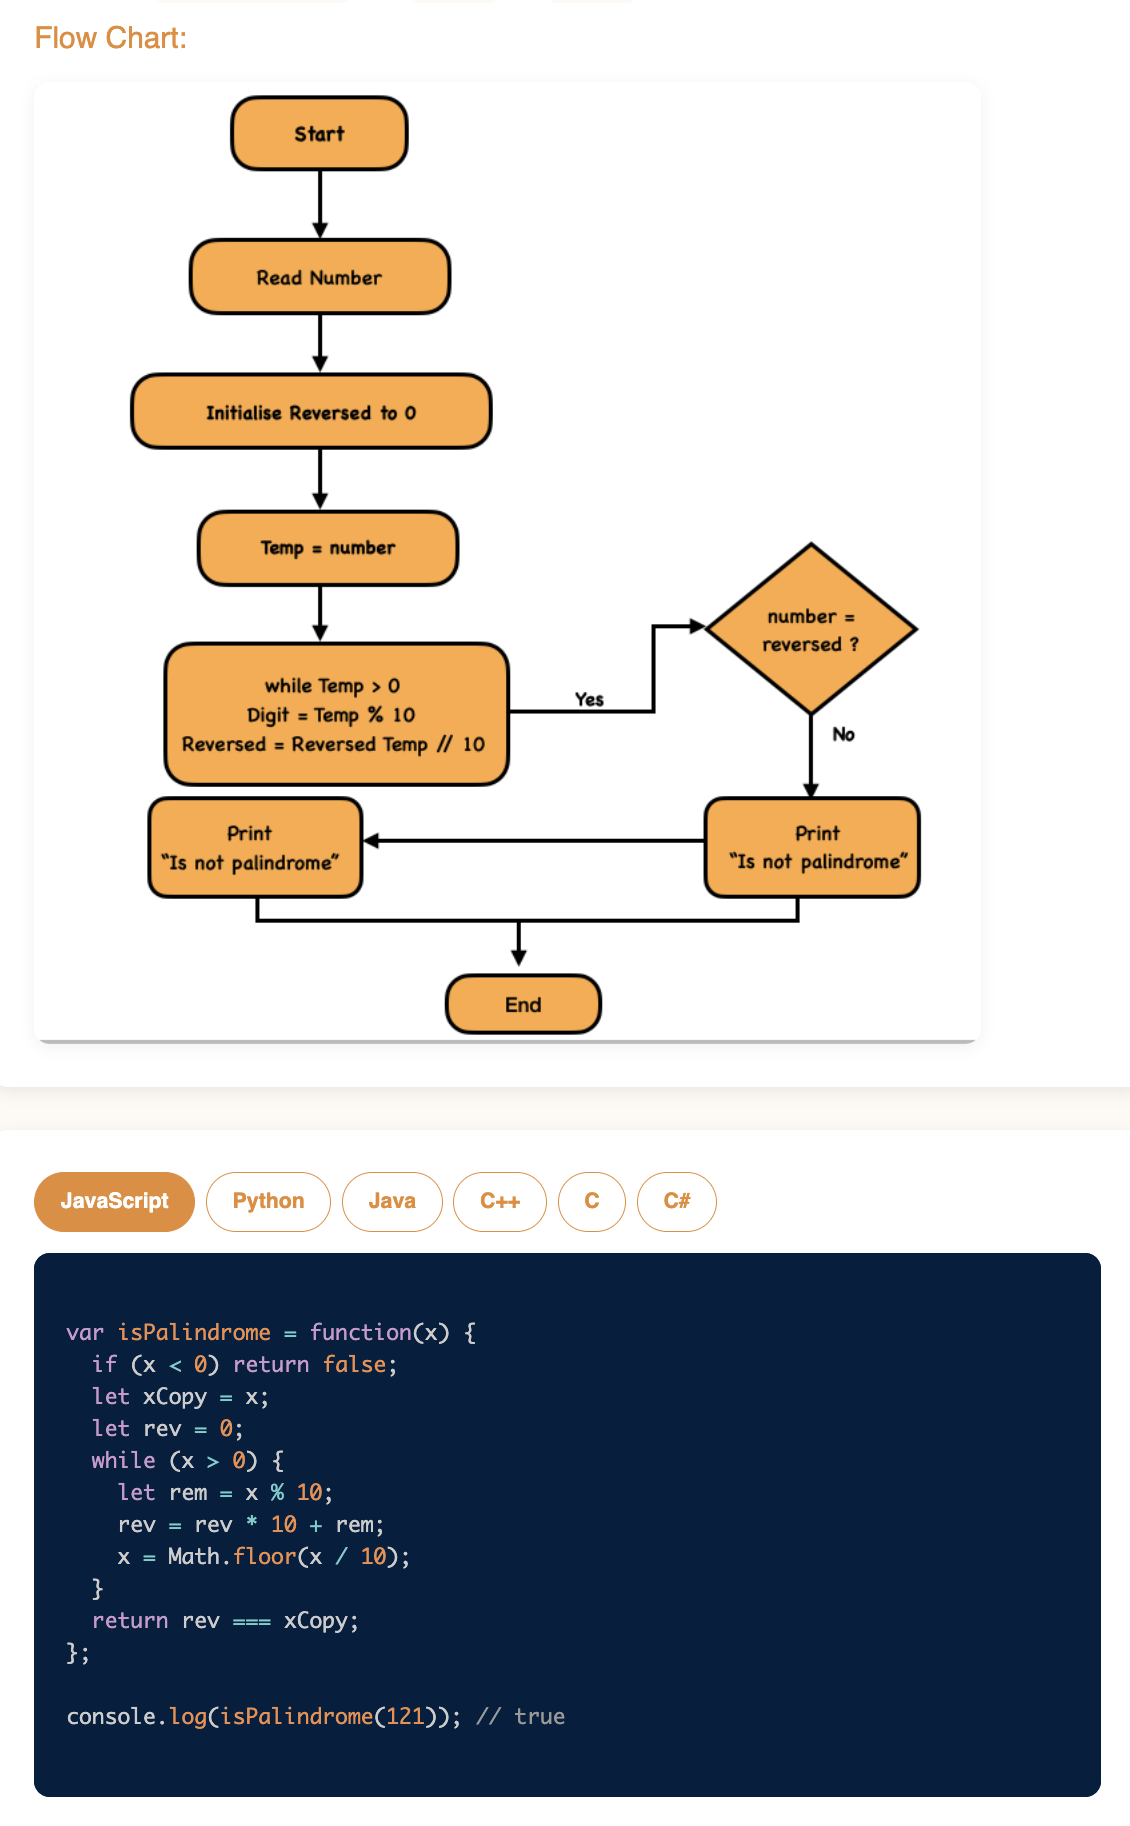 Flow Chart:
Start
Read Number
Initialise Reversed to 0
Temp = number
while Temp > 0
Digit = Temp % 10
Reversed = Reversed Temp // 10
Yes
number =
reversed ?
No
Print
"Is not palindrome"
Print
“Is not palindrome”
End
JavaScript
Python
Java
C++
C
C#
var isPalindrome = function(x) {
  if (x < 0) return false;
  let xCopy = x;
  let rev = 0;
  while (x > 0) {
    let rem = x % 10;
    rev = rev * 10 + rem;
    x = Math.floor(x / 10);
  }
  return rev === xCopy;
};
console.log(isPalindrome(121)); // true